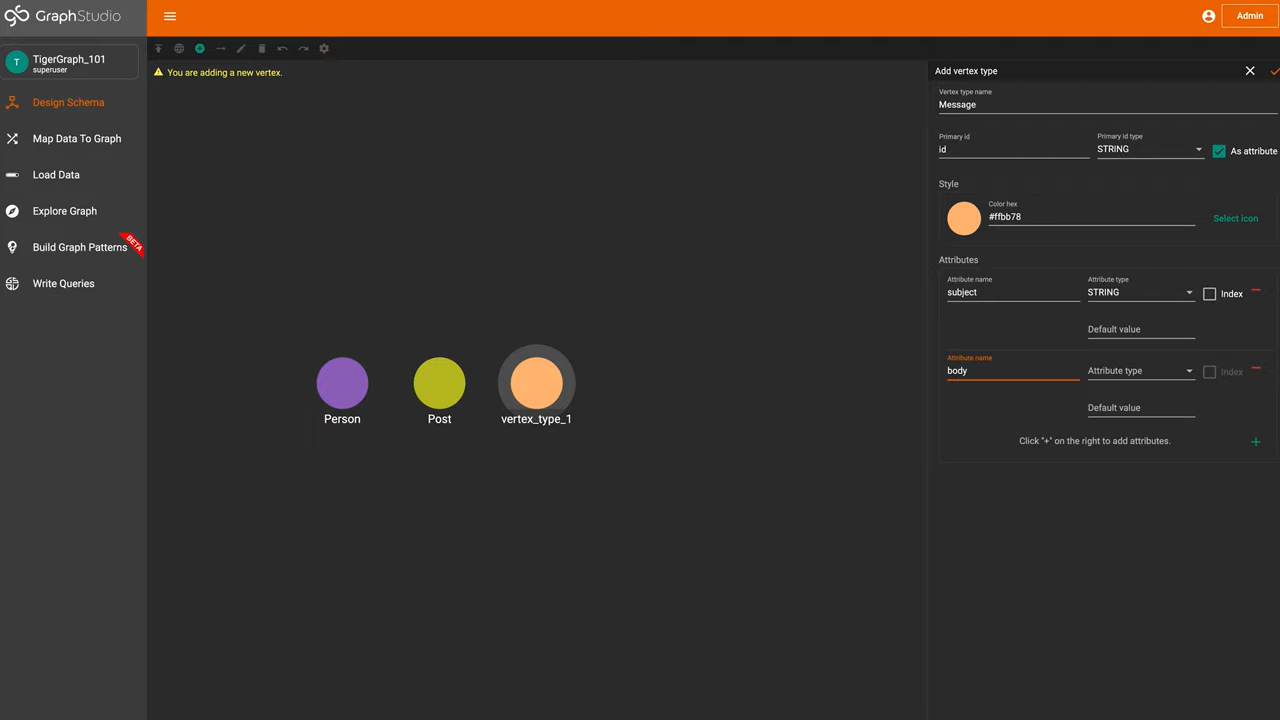 GraphStudio
Admin
T
TigerGraph_101
superuser
Design Schema
Map Data To Graph
Load Data
Explore Graph
Build Graph Patterns
BETA
Write Queries
You are adding a new vertex.
Person
Post
vertex_type_1
Add vertex type
Vertex type name
Message
Primary id
id
Primary id type
STRING
As attribute
Style
Color hex
#ffbb78
Select icon
Attributes
Attribute name
subject
Attribute type
STRING
Index
Default value
Attribute name
body
Attribute type
Index
Default value
Click "+" on the right to add attributes.